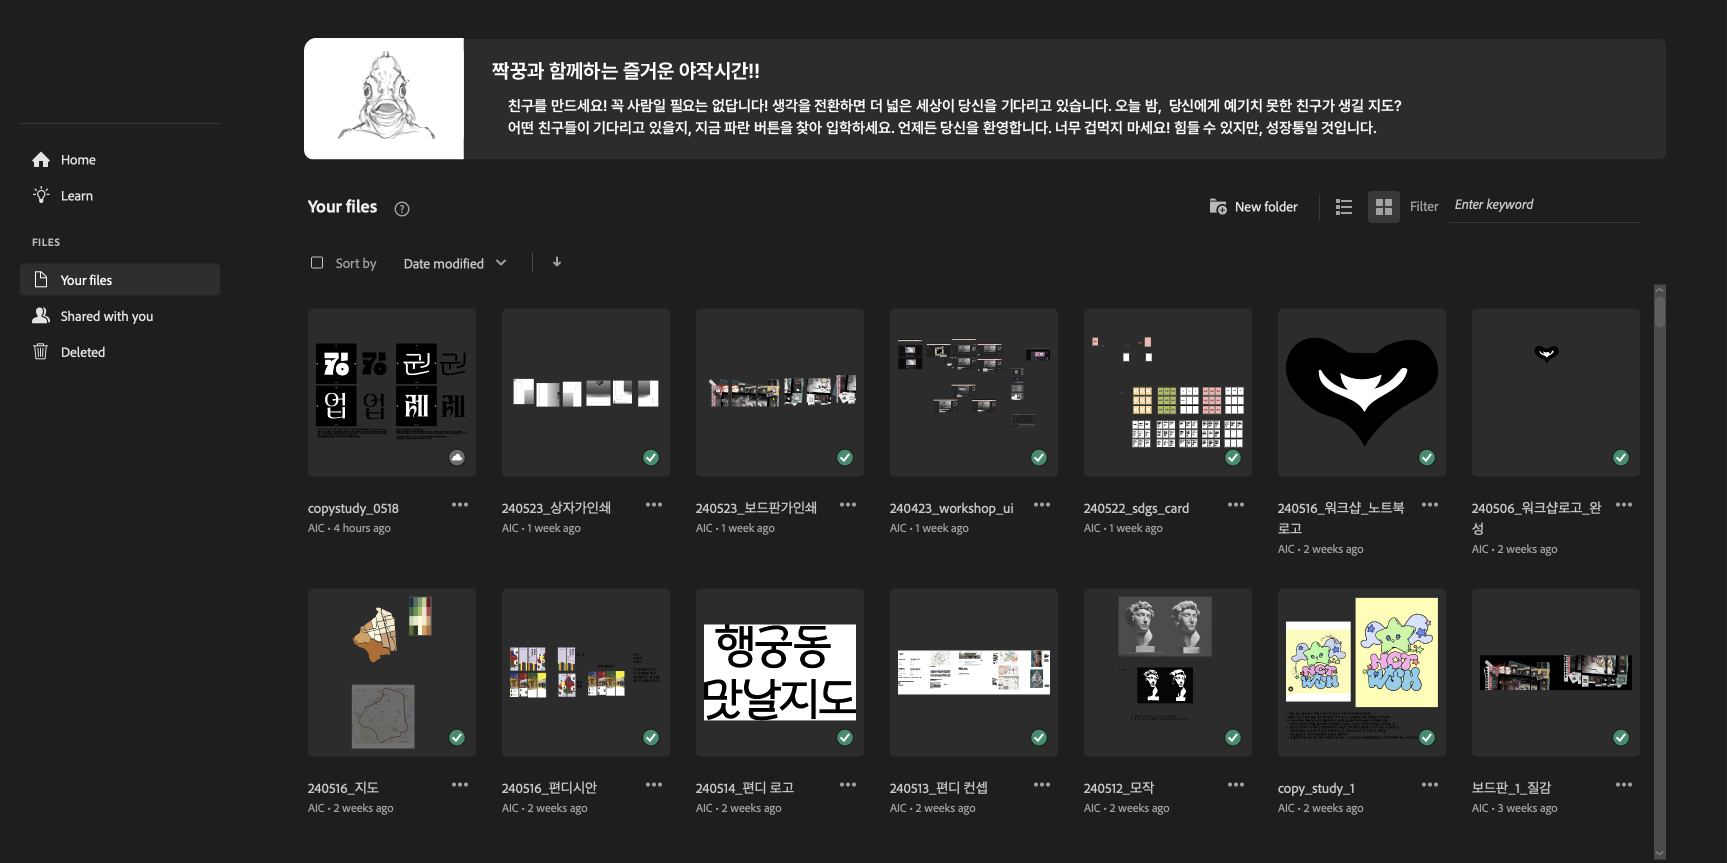 짝꿍과 함께하는 즐거운 야작시간!!
친구를 만드세요! 꼭 사람일 필요는 없답니다! 생각을 전환하면 더 넓은 세상이 당신을 기다리고 있습니다. 오늘 밤, 당신에게 예기치 못한 친구가 생길 지도?
어떤 친구들이 기다리고 있을지, 지금 파란 버튼을 찾아 입학하세요. 언제든 당신을 환영합니다. 너무 겁먹지 마세요! 힘들 수 있지만, 성장통일 것입니다.
Home
Learn
FILES
Your files
Shared with you
Deleted
Your files ?
New folder
Filter Enter keyword
Sort by Date modified
김 김 권 권
업 업 궤 궤
copystudy_0518
AIC • 4 hours ago
240523_상자가인쇄
AIC • 1 week ago
240523_보드판가인쇄
AIC • 1 week ago
240423_workshop_ui
AIC • 1 week ago
240522_sdgs_card
AIC • 1 week ago
240516_워크샵_노트북
로고
AIC • 2 weeks ago
240506_워크샵로고_완
성
AIC • 2 weeks ago
행궁동
맛날지도
HOT
WSH
HOT
WSH
240516_지도
AIC • 2 weeks ago
240516_편디시안
AIC • 2 weeks ago
240514_편디 로고
AIC • 2 weeks ago
240513_편디 컨셉
AIC • 2 weeks ago
240512_모작
AIC • 2 weeks ago
copy_study_1
AIC • 2 weeks ago
보드판_1_질감
AIC • 3 weeks ago